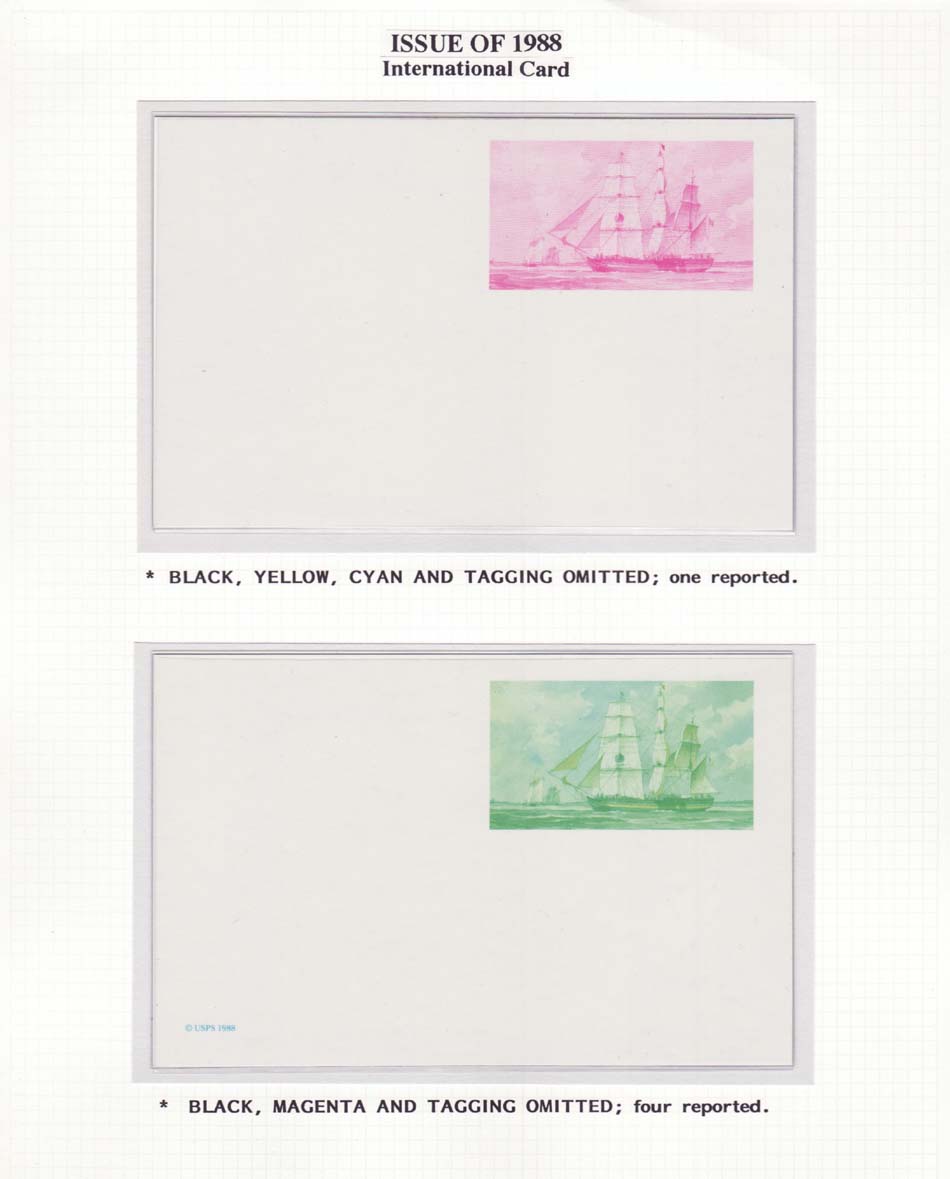 ISSUE OF 1988
International Card
* BLACK, YELLOW, CYAN AND TAGGING OMITTED; one reported.
© USPS 1988
* BLACK, MAGENTA AND TAGGING OMITTED; four reported.